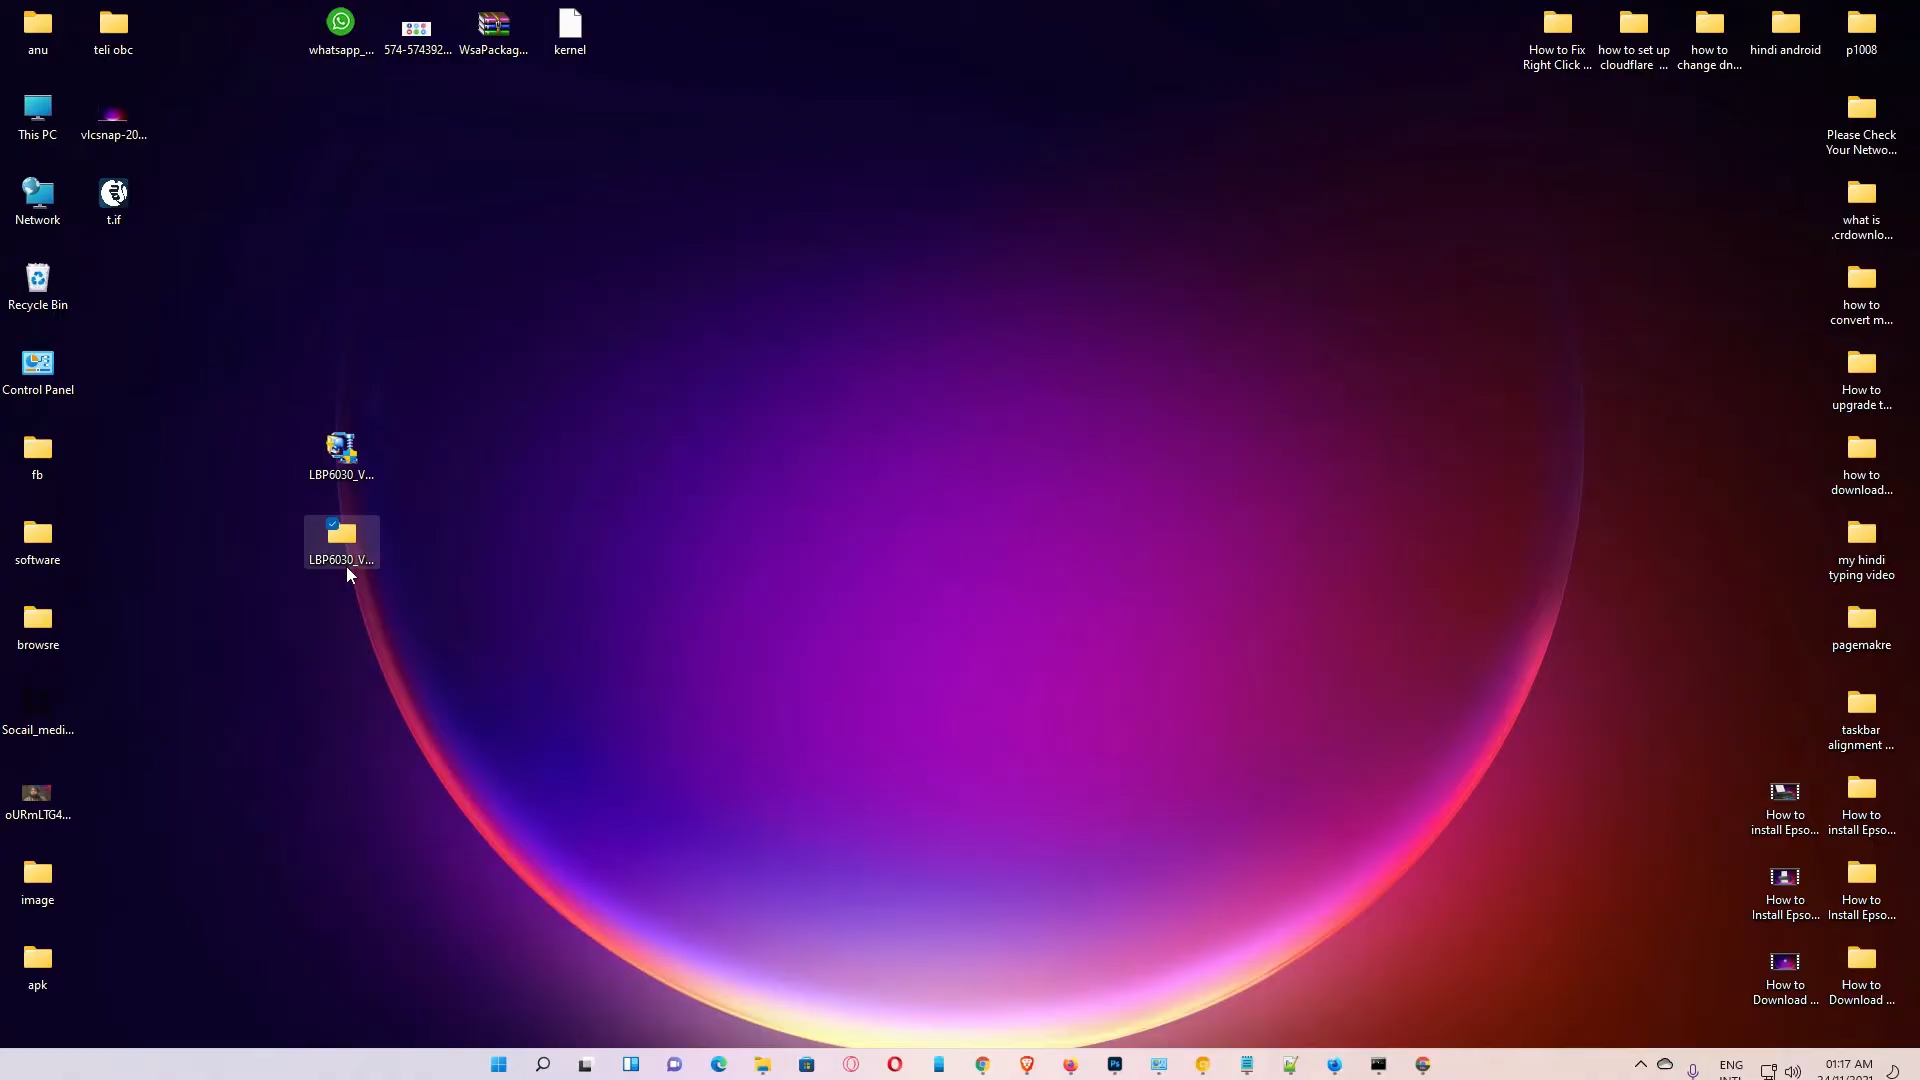 anu
teli obc
whatsapp_...
574-574392...
WsaPackag...
kernel
How to Fix
Right Click ...
how to set up
cloudflare ...
how to
change dn...
hindi android
p1008
This PC
vlcsnap-20...
Please Check
Your Netwo...
Network
t.if
what is
.crdownlo...
Recycle Bin
how to
convert m...
Control Panel
How to
upgrade t...
fb
LBP6030_V...
how to
download...
software
LBP6030_V...
my hindi
typing video
browsre
pagemakre
Socail_medi...
taskbar
alignment ...
oURmLTG4...
How to
install Epso...
How to
install Epso...
image
How to
Install Epso...
How to
Install Epso...
apk
How to
Download ...
How to
Download ...
Ps
ENG
01:17 AM